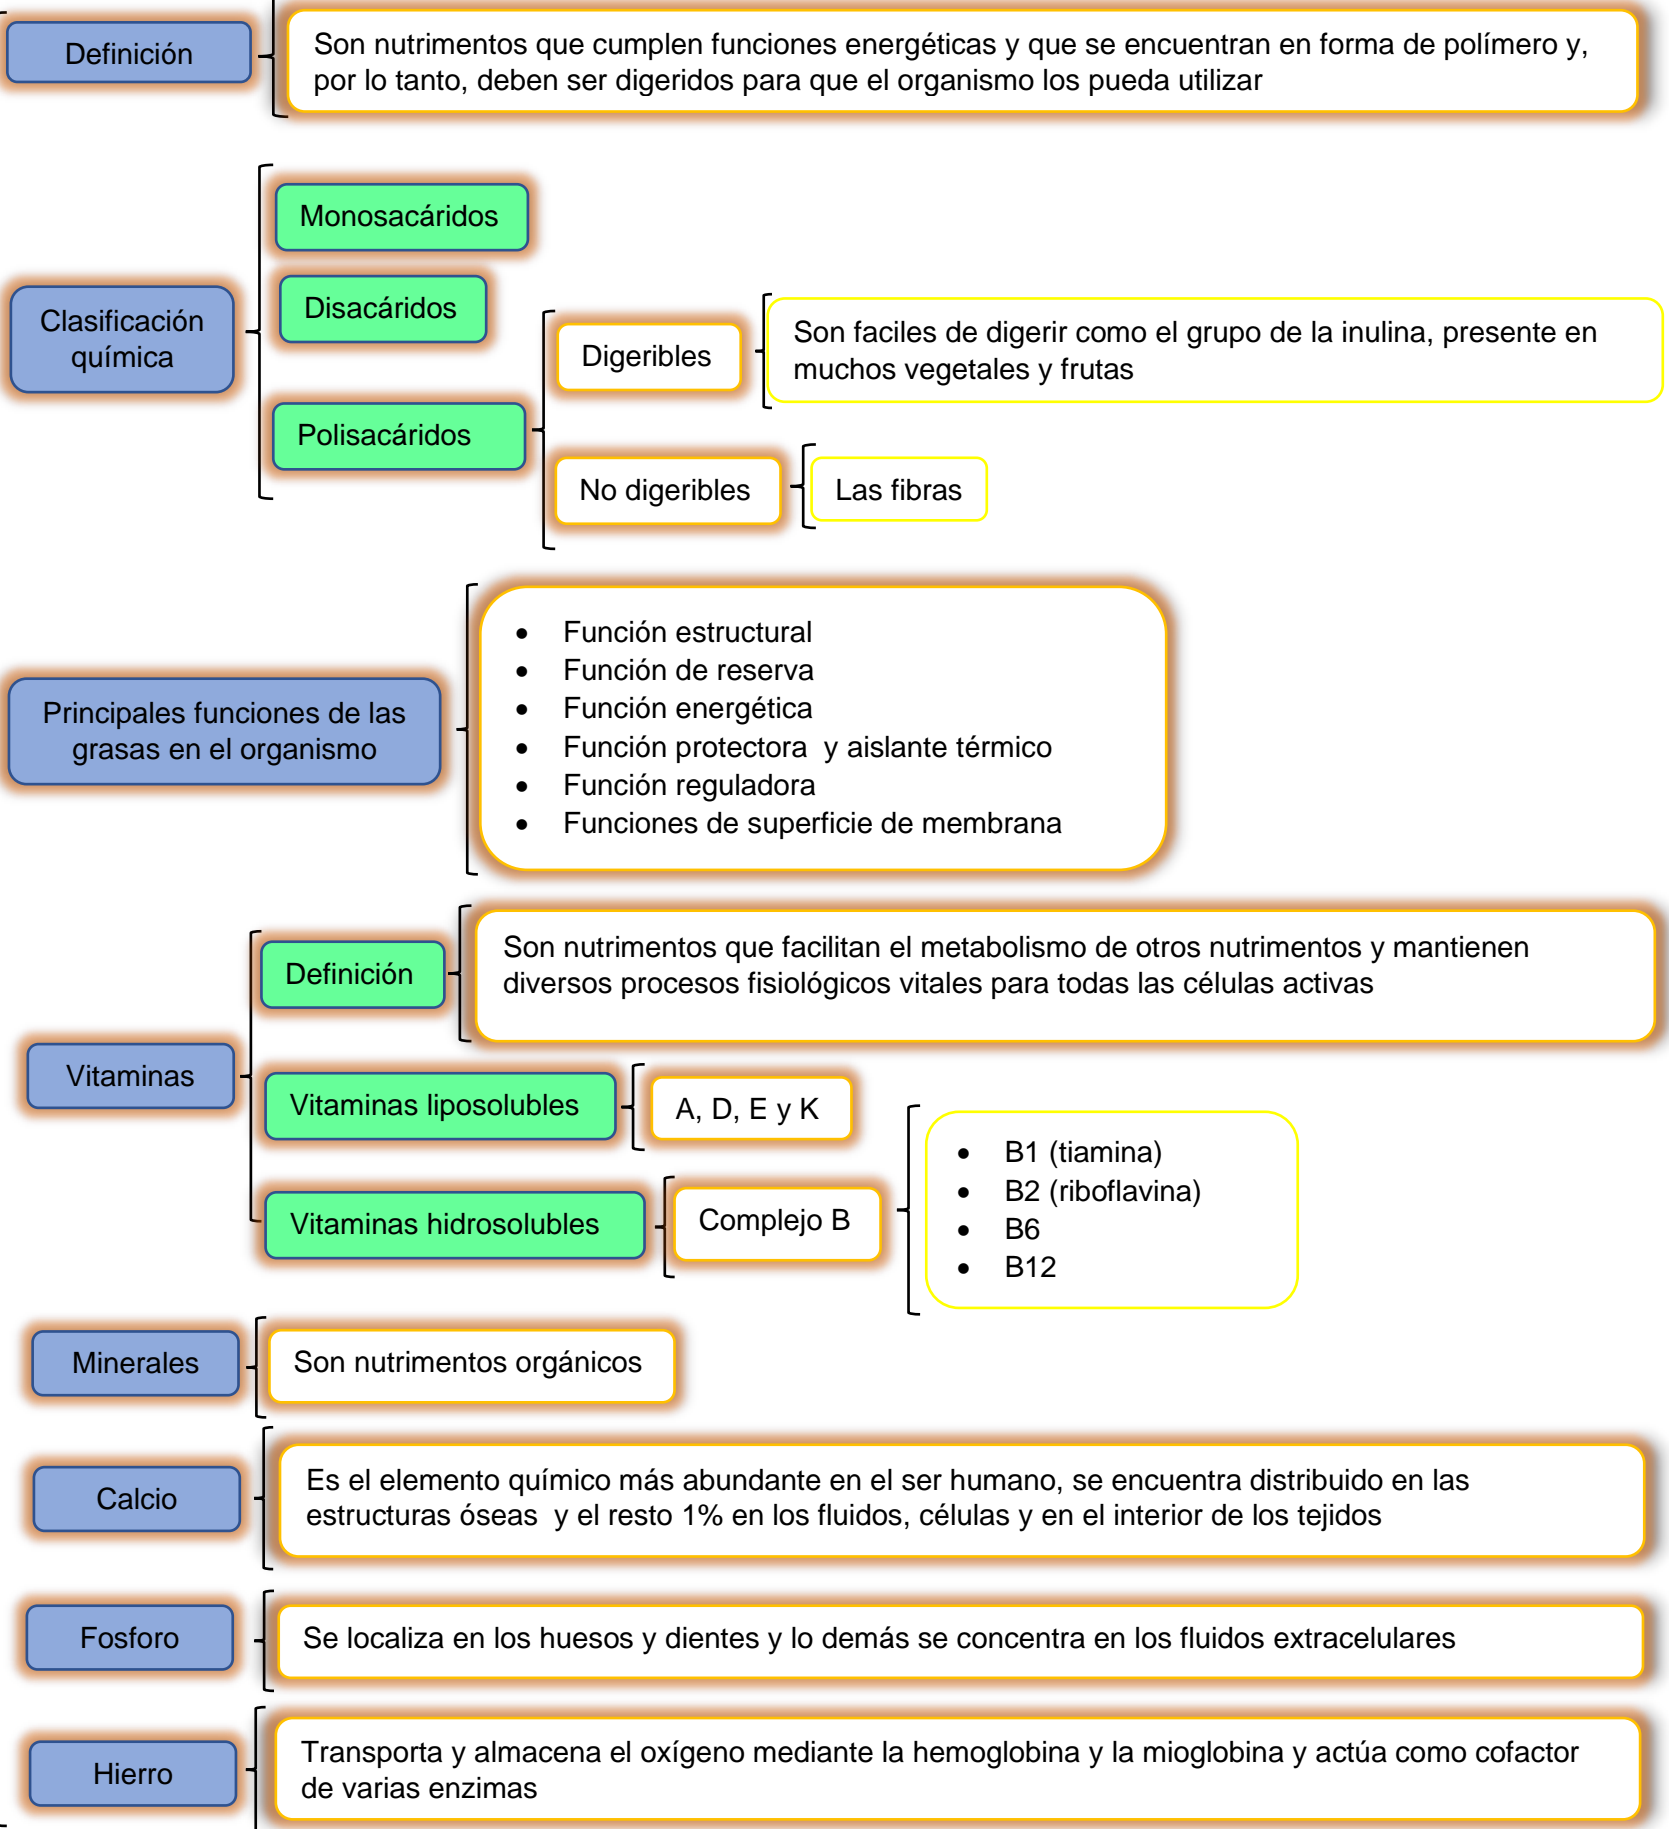 Definición
Son nutrimentos que cumplen funciones energéticas y que se encuentran en forma de polímero y,
por lo tanto, deben ser digeridos para que el organismo los pueda utilizar
Clasificación
química
Monosacáridos
Disacáridos
Polisacáridos
Digeribles
Son faciles de digerir como el grupo de la inulina, presente en
muchos vegetales y frutas
No digeribles
Las fibras
Principales funciones de las
grasas en el organismo
• Función estructural
• Función de reserva
• Función energética
• Función protectora  y aislante térmico
• Función reguladora
• Funciones de superficie de membrana
Vitaminas
Definición
Son nutrimentos que facilitan el metabolismo de otros nutrimentos y mantienen
diversos procesos fisiológicos vitales para todas las células activas
Vitaminas liposolubles
A, D, E y K
Vitaminas hidrosolubles
Complejo B
• B1 (tiamina)
• B2 (riboflavina)
• B6
• B12
Minerales
Son nutrimentos orgánicos
Calcio
Es el elemento químico más abundante en el ser humano, se encuentra distribuido en las
estructuras óseas  y el resto 1% en los fluidos, células y en el interior de los tejidos
Fosforo
Se localiza en los huesos y dientes y lo demás se concentra en los fluidos extracelulares
Hierro
Transporta y almacena el oxígeno mediante la hemoglobina y la mioglobina y actúa como cofactor
de varias enzimas